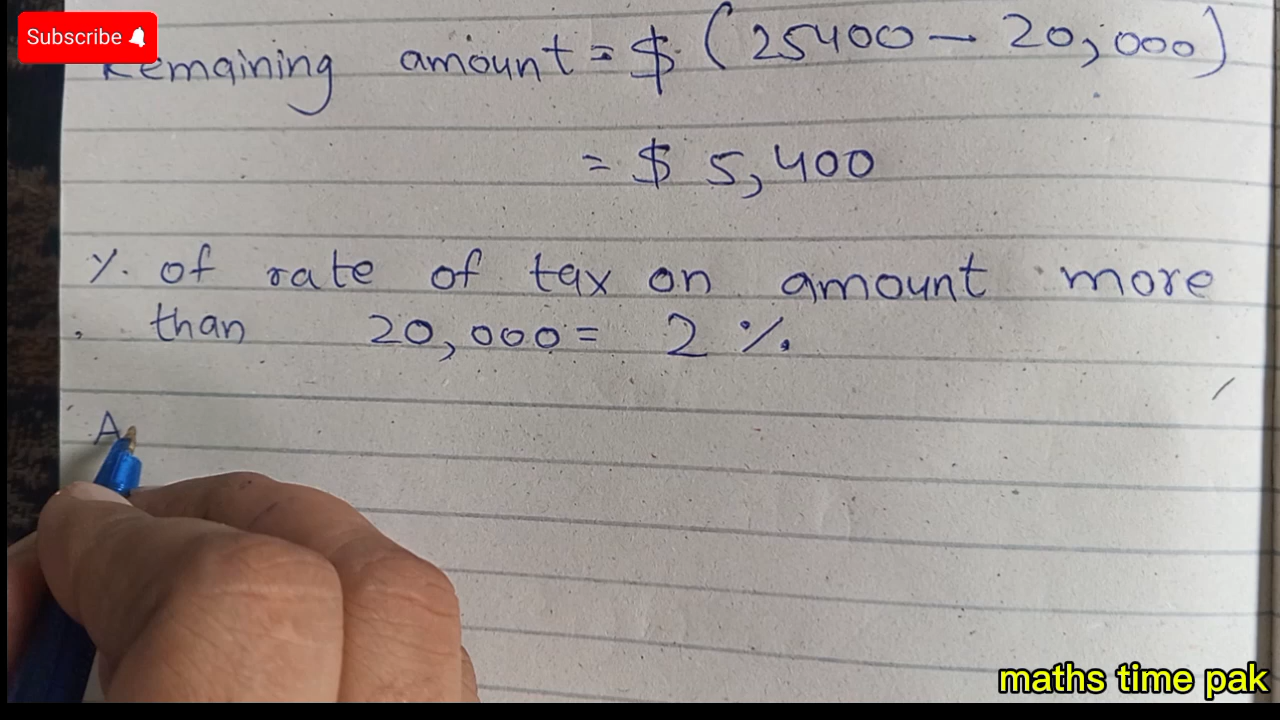 Subscribe
Remaining amount = $ (25400 - 20,000)
= $ 5,400
% of rate of tax on amount more
than 20,000 = 2 %.
A
maths time pak